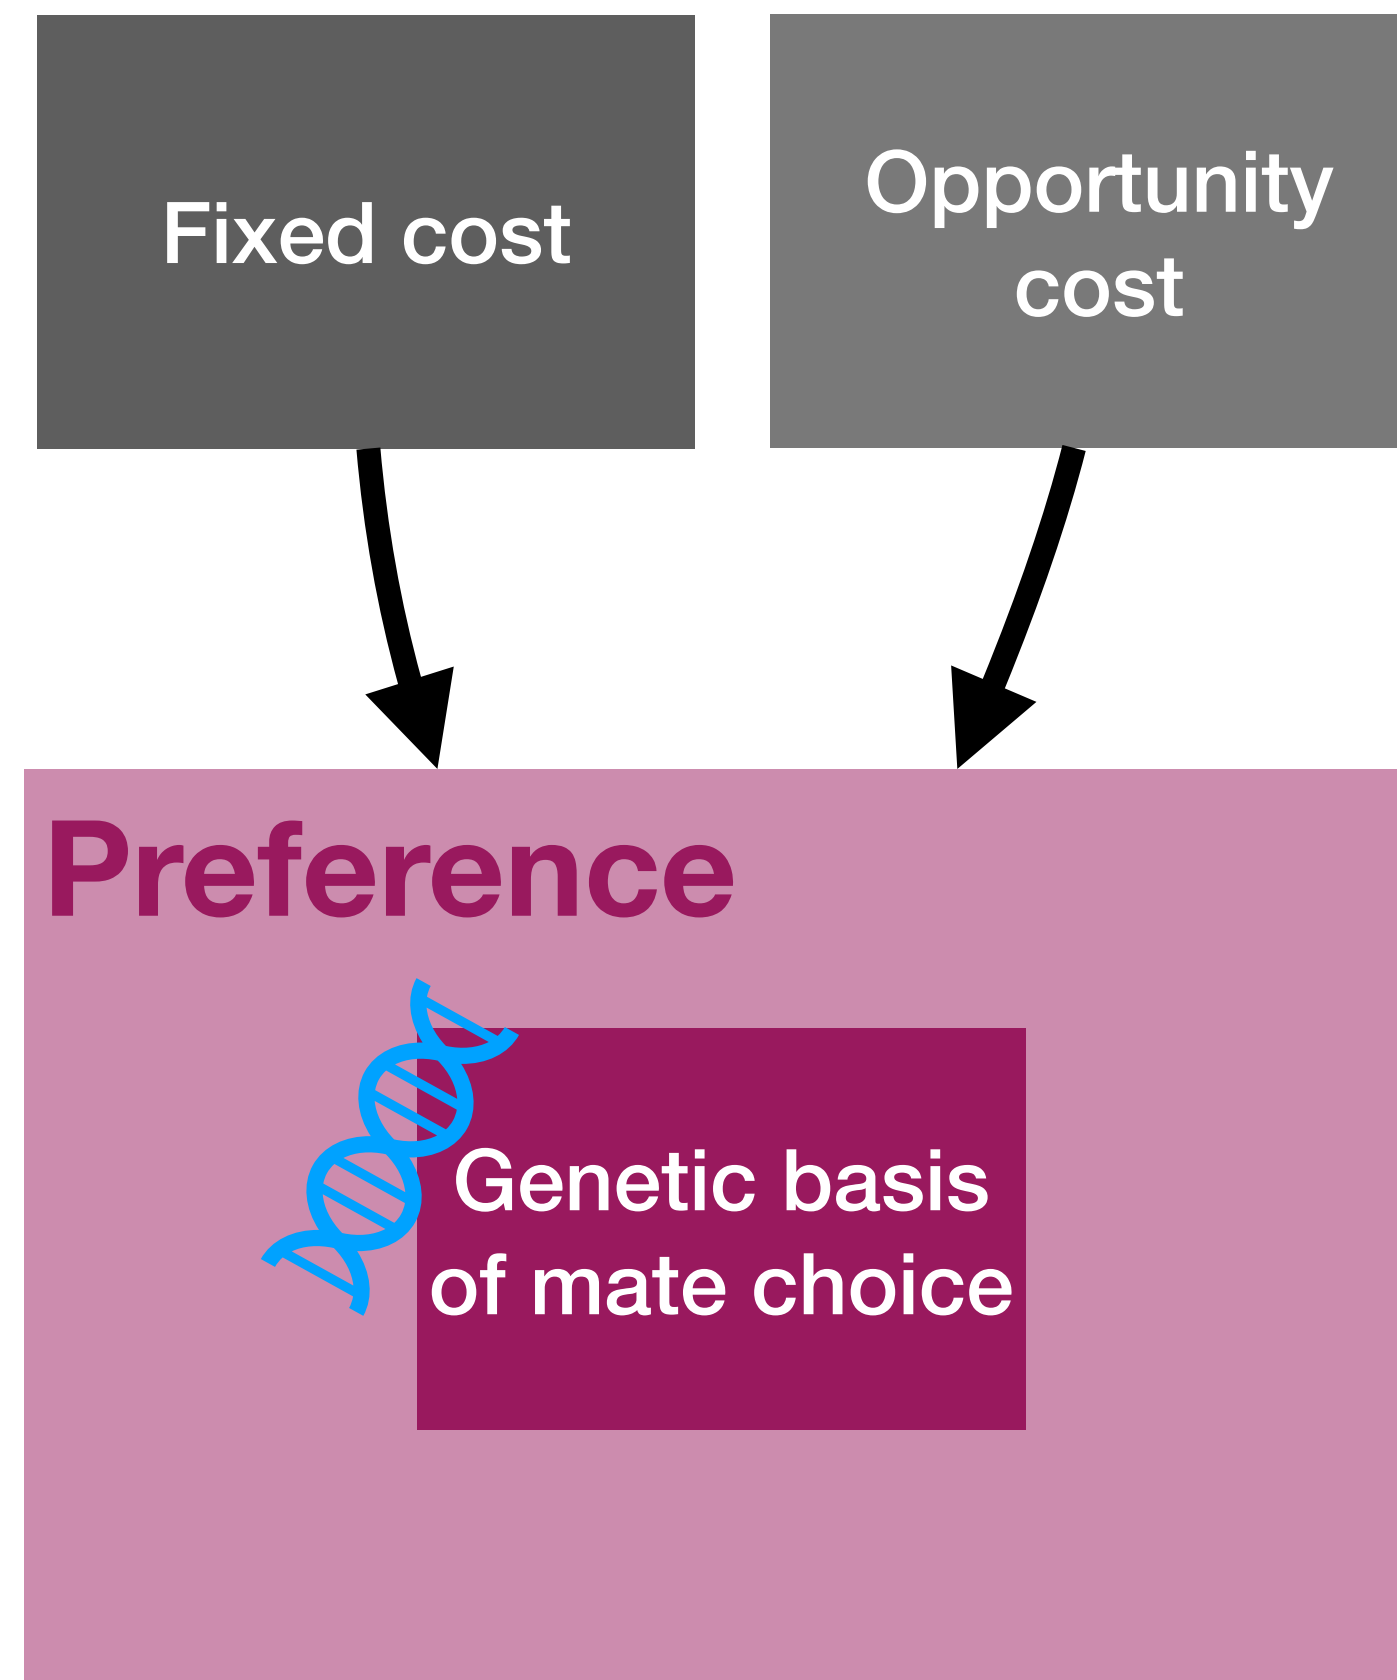 Fixed cost
Opportunity
cost
Preference
Genetic basis
of mate choice